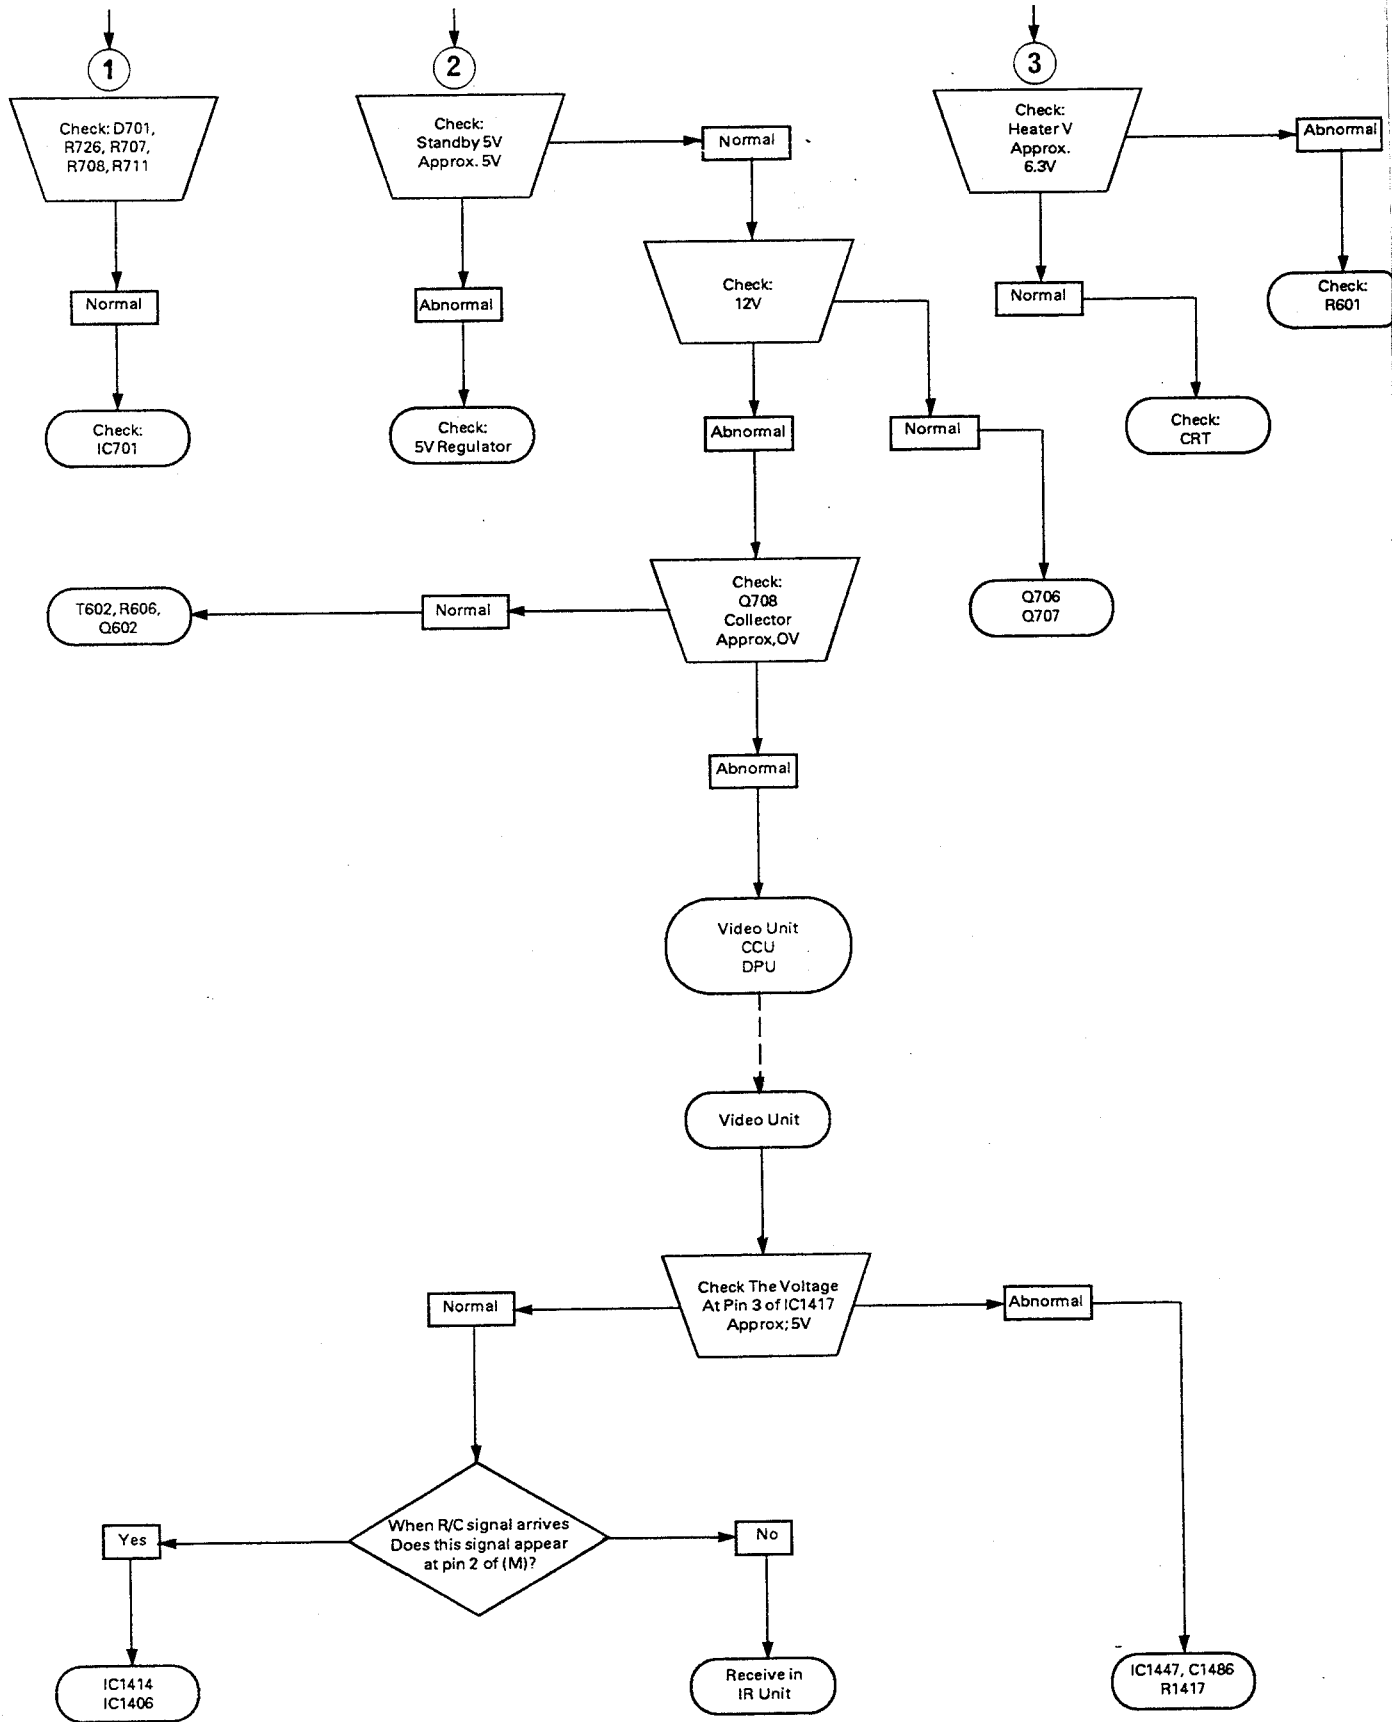 1
2
3
Check: D701,
R726, R707,
R708, R711
Check:
Standby 5V
Approx. 5V
Normal
Check:
Heater V
Approx.
6.3V
Abnormal
Normal
Abnormal
Check:
12V
Normal
Check:
R601
Check:
IC701
Check:
5V Regulator
Abnormal
Normal
Check:
CRT
T602, R606,
Q602
Normal
Check:
Q708
Collector
Approx,OV
Q706
Q707
Abnormal
Video Unit
CCU
DPU
Video Unit
Normal
Check The Voltage
At Pin 3 of IC1417
Approx; 5V
Abnormal
Yes
When R/C signal arrives
Does this signal appear
at pin 2 of (M)?
No
IC1414
IC1406
Receive in
IR Unit
IC1447, C1486
R1417